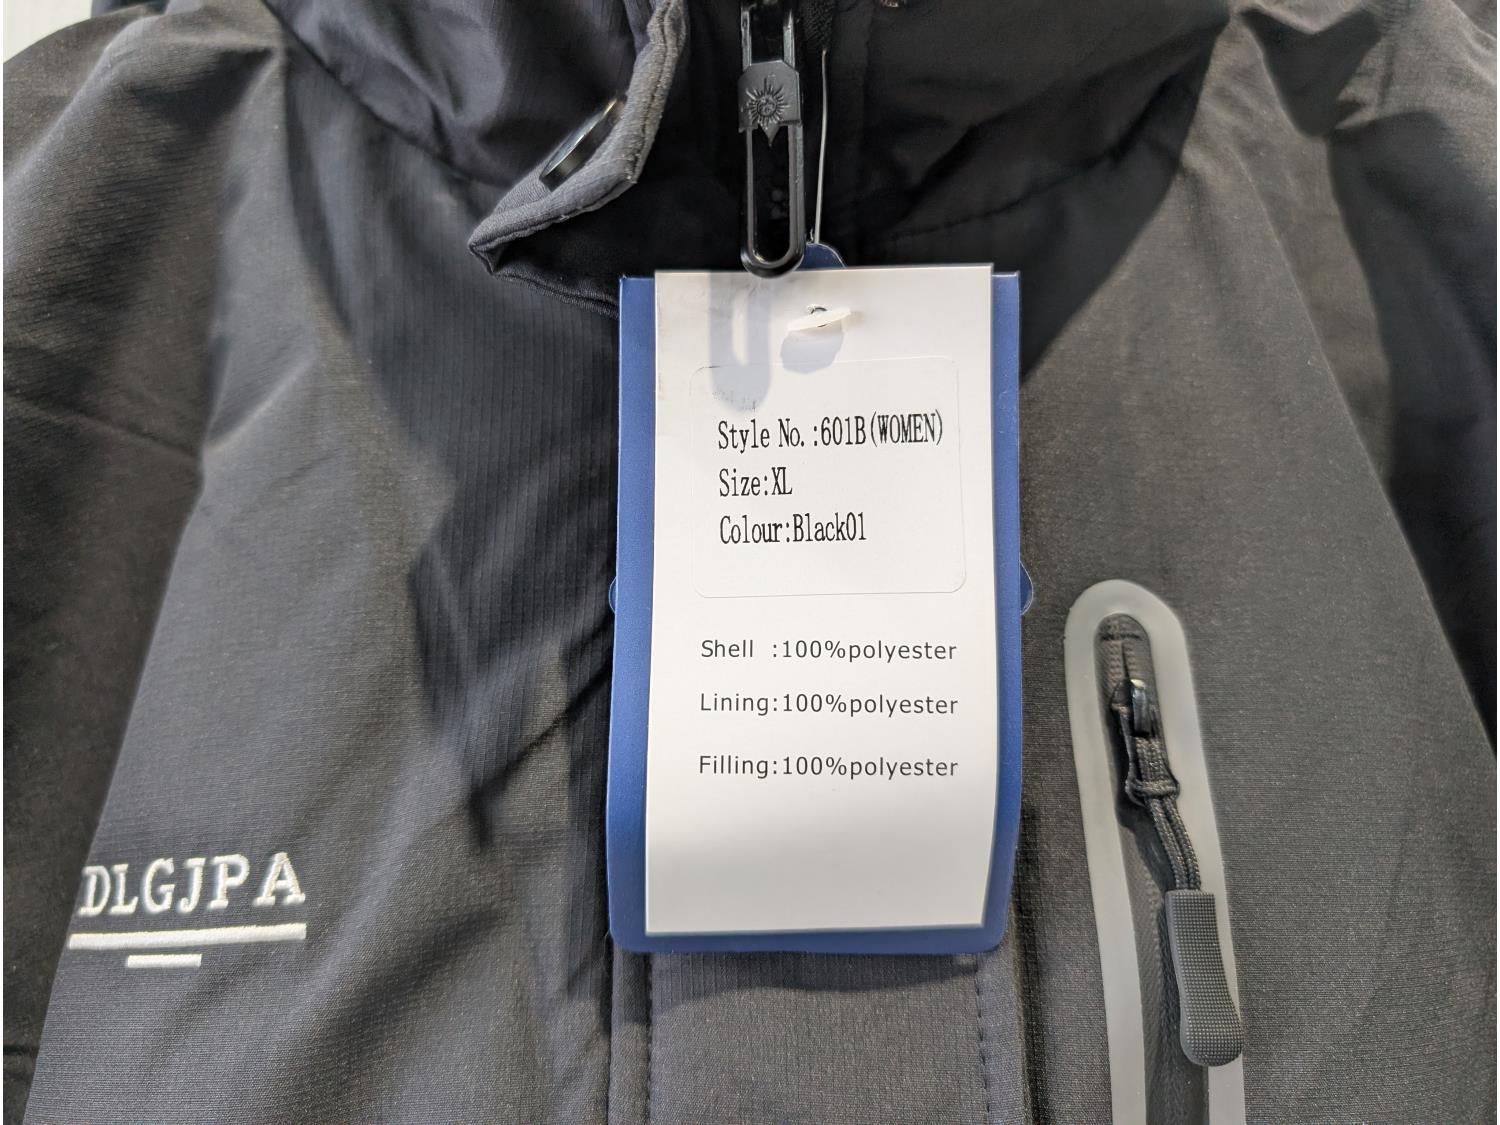 Style No.:601B(WOMEN)
Size:XL
Colour:Black01
Shell :100%polyester
Lining:100%polyester
Filling:100%polyester
DLGJPA